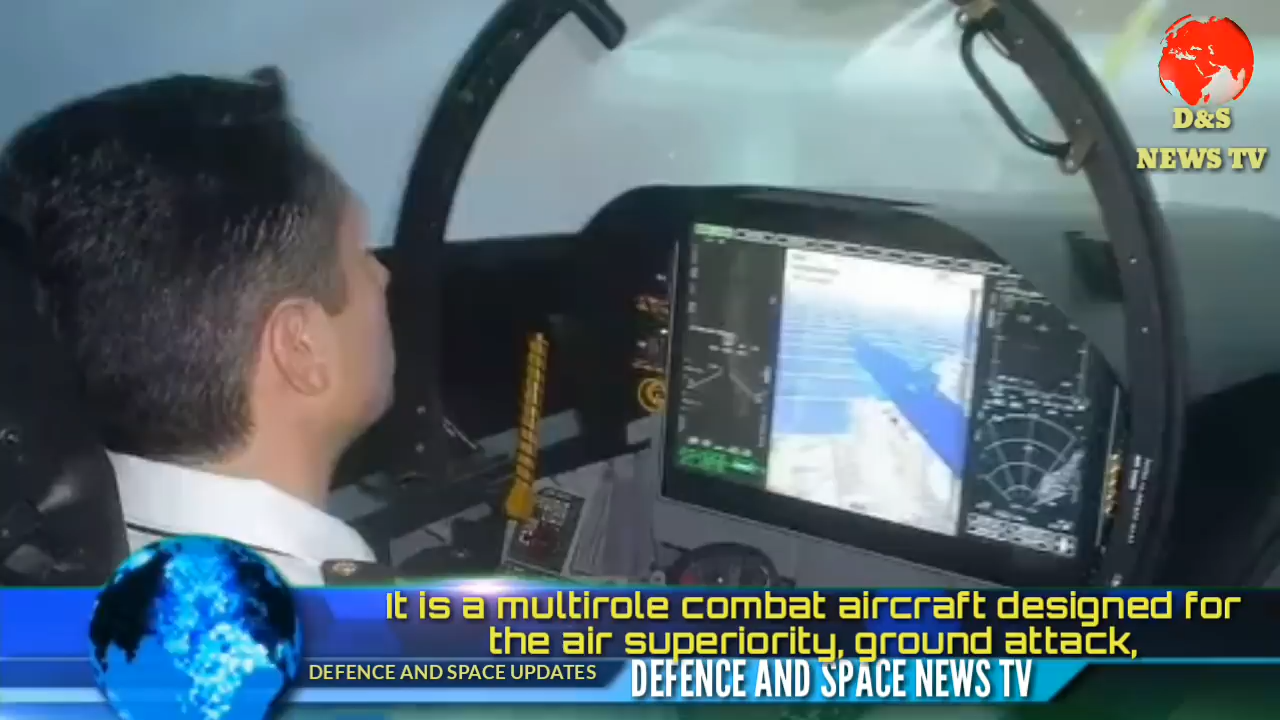 D&S
NEWS TV
It is a multirole combat aircraft designed for
the air superiority, ground attack,
DEFENCE AND SPACE UPDATES
DEFENCE AND SPACE NEWS TV